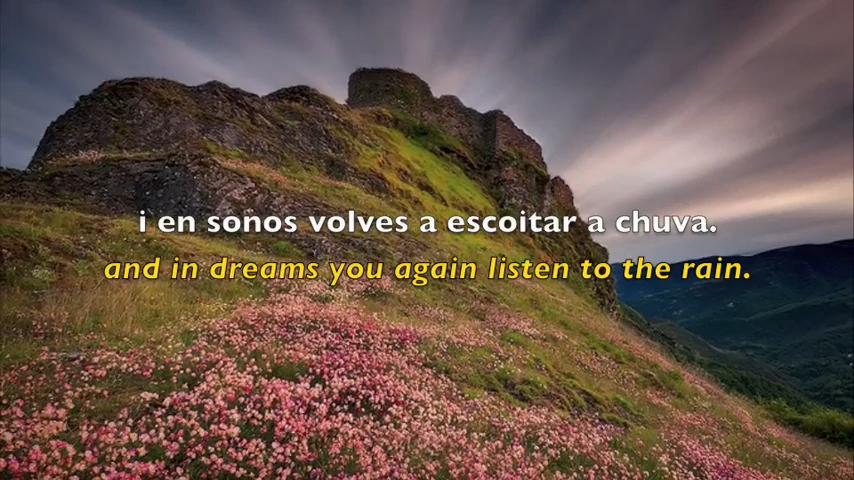 i en sonos volves a escoitar a chuva.
and in dreams you again listen to the rain.